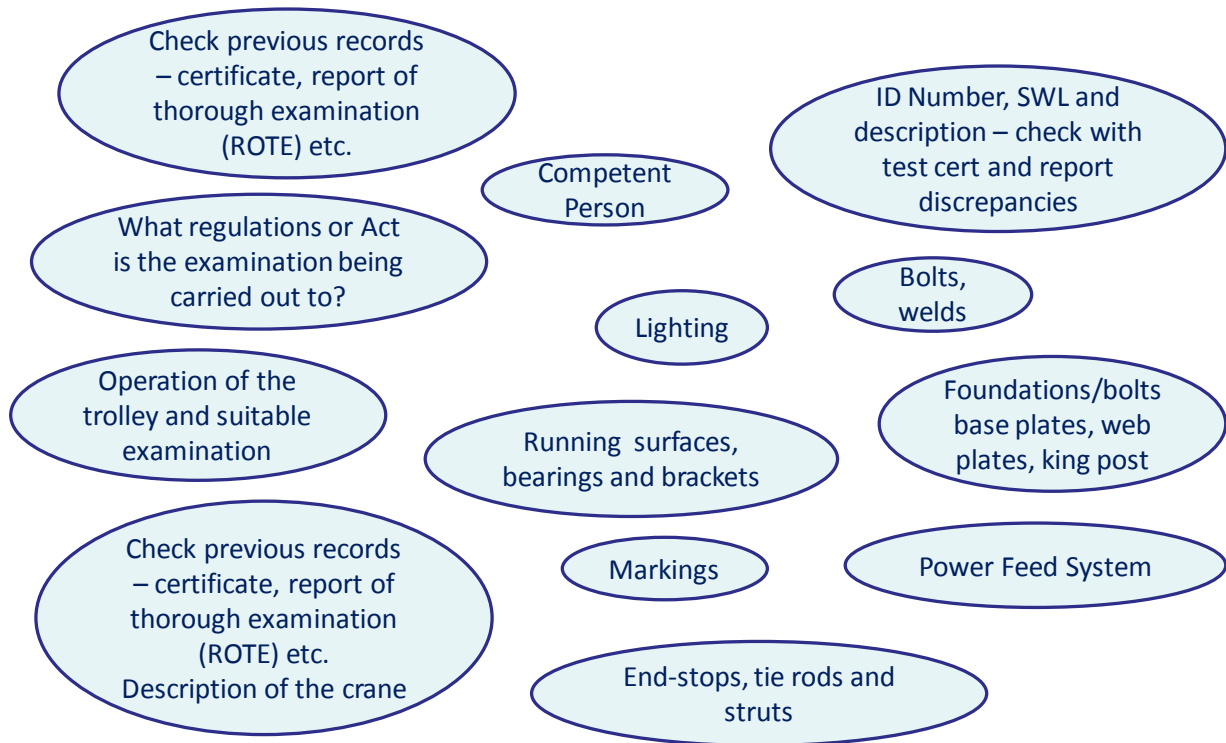 Check previous records
– certificate, report of
thorough examination
(ROTE) etc.
ID Number, SWL and
description – check with
test cert and report
discrepancies
Competent
Person
What regulations or Act
is the examination being
carried out to?
Bolts,
welds
Lighting
Operation of the
trolley and suitable
examination
Foundations/bolts
base plates, web
plates, king post
Running surfaces,
bearings and brackets
Check previous records
– certificate, report of
thorough examination
(ROTE) etc.
Description of the crane
Markings
Power Feed System
End-stops, tie rods and
struts